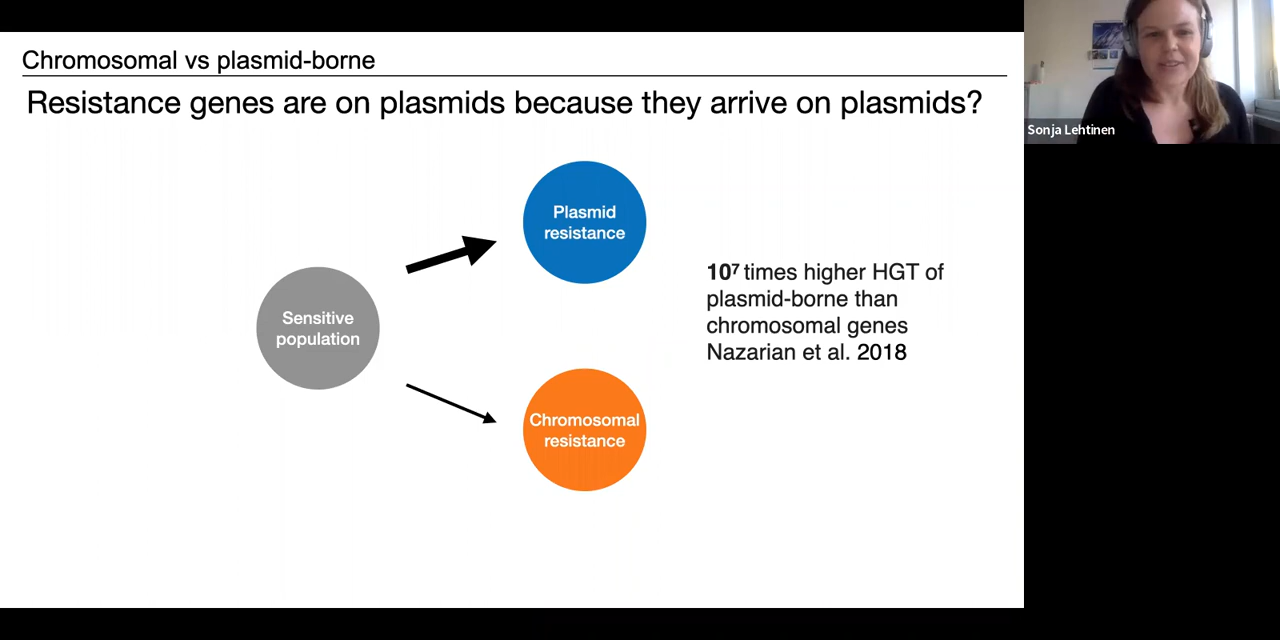 Chromosomal vs plasmid-borne
Resistance genes are on plasmids because they arrive on plasmids?
Sensitive
population
Plasmid
resistance
Chromosomal
resistance
10⁷ times higher HGT of
plasmid-borne than
chromosomal genes
Nazarian et al. 2018
Sonja Lehtinen